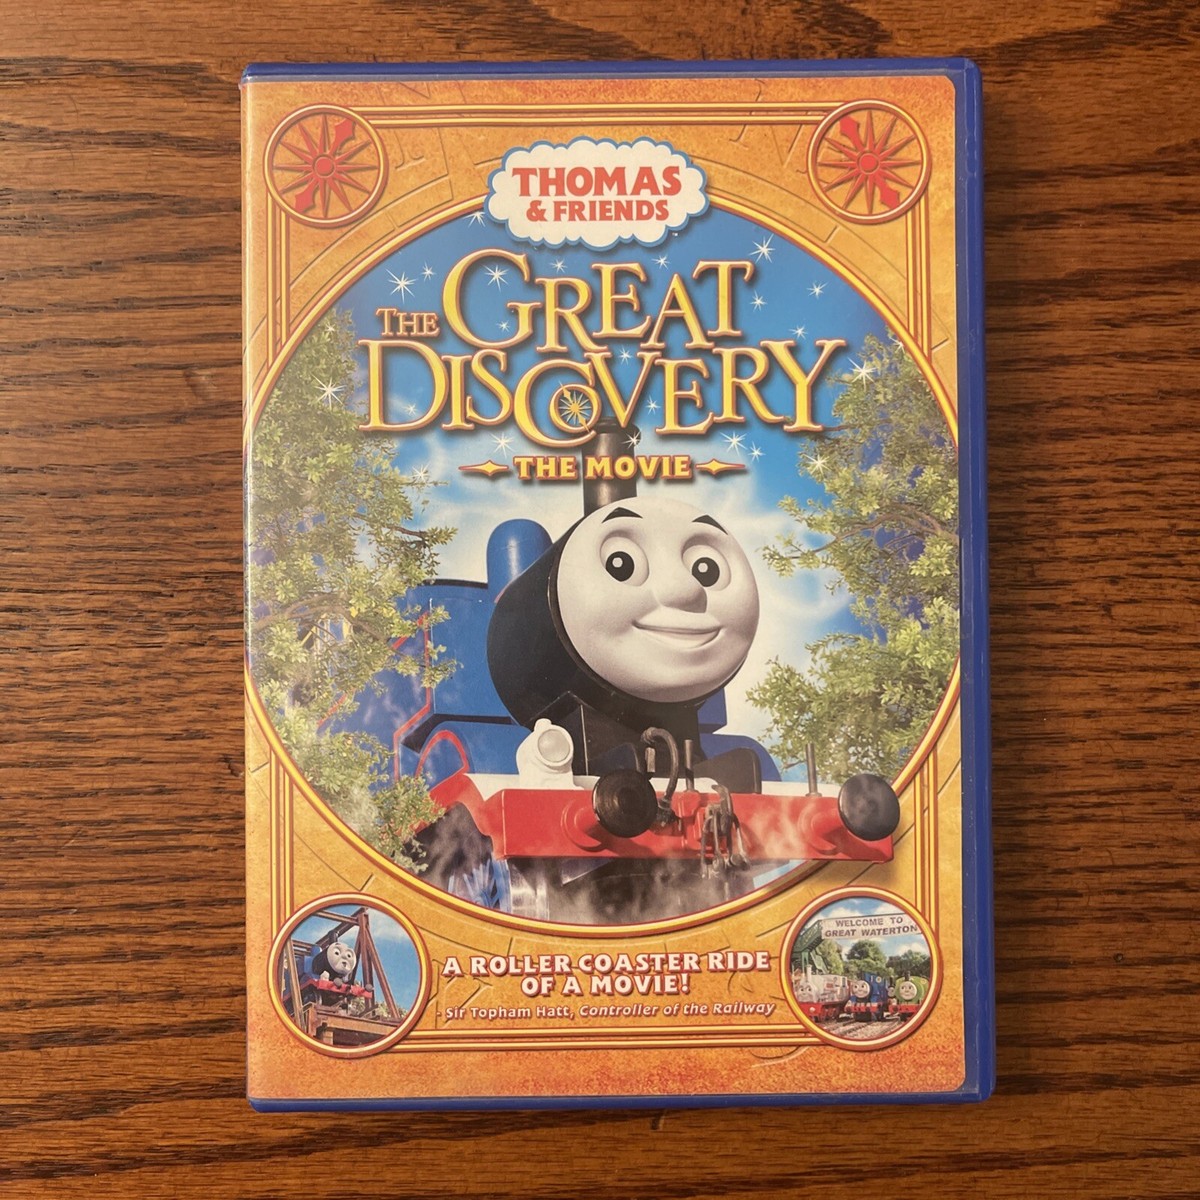 THOMAS
& FRIENDS
THE GREAT
DISCOVERY
THE MOVIE
WELCOME TO
GREAT WATERTON
A ROLLER COASTER RIDE
OF A MOVIE!
- Sir Topham Hatt, Controller of the Railway